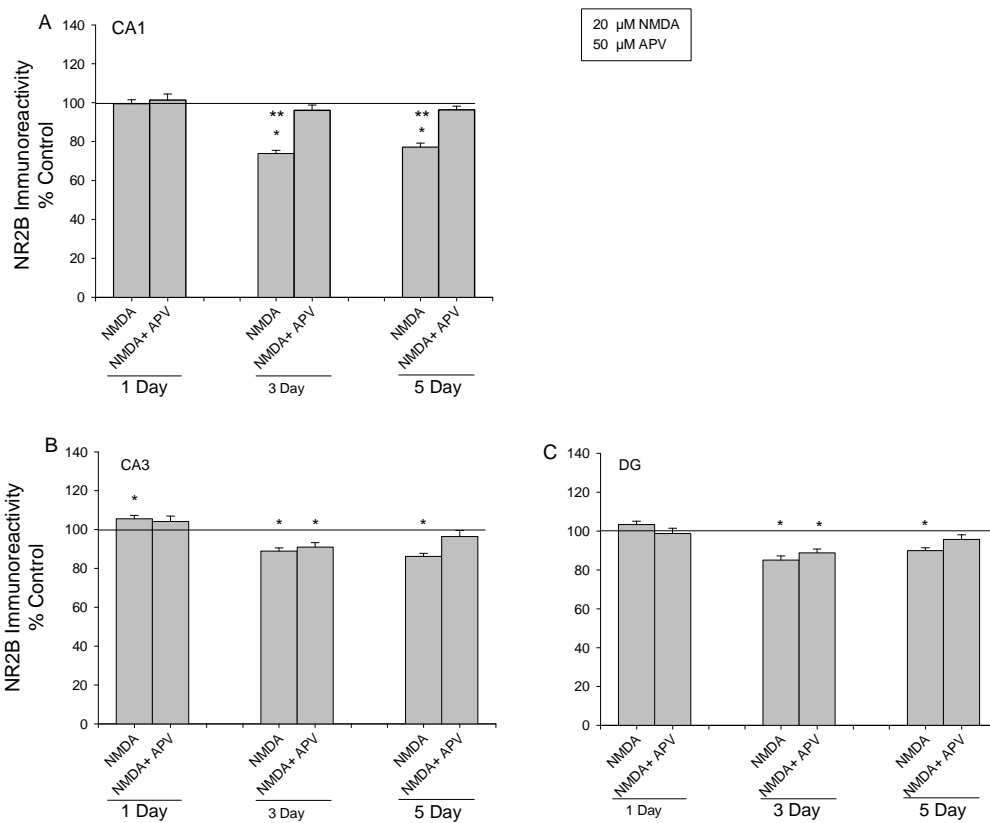 A
CA1
20 µM NMDA
50 µM APV
NR2B Immunoreactivity
% Control
140
120
100
80
60
40
20
0
**
*
**
*
NMDA
NMDA+ APV
NMDA
NMDA+ APV
NMDA
NMDA+ APV
1 Day
3 Day
5 Day
B
CA3
NR2B Immunoreactivity
% Control
140
120
100
80
60
40
20
0
*
*
*
*
NMDA
NMDA+ APV
NMDA
NMDA+ APV
NMDA
NMDA+ APV
1 Day
3 Day
5 Day
C
DG
140
120
100
80
60
40
20
0
*
*
*
NMDA
NMDA+ APV
NMDA
NMDA+ APV
NMDA
NMDA+ APV
1 Day
3 Day
5 Day